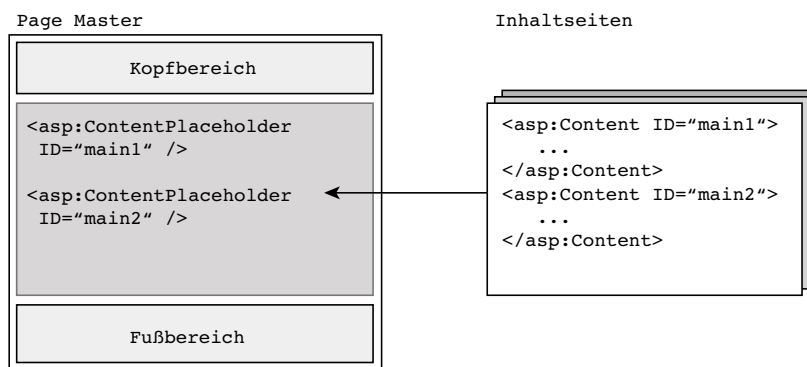 Page Master
Inhaltseiten
Kopfbereich
<asp:ContentPlaceholder
ID=“main1“ />
<asp:ContentPlaceholder
ID=“main2“ />
Fußbereich
<asp:Content ID=“main1“>
...
</asp:Content>
<asp:Content ID=“main2“>
...
</asp:Content>